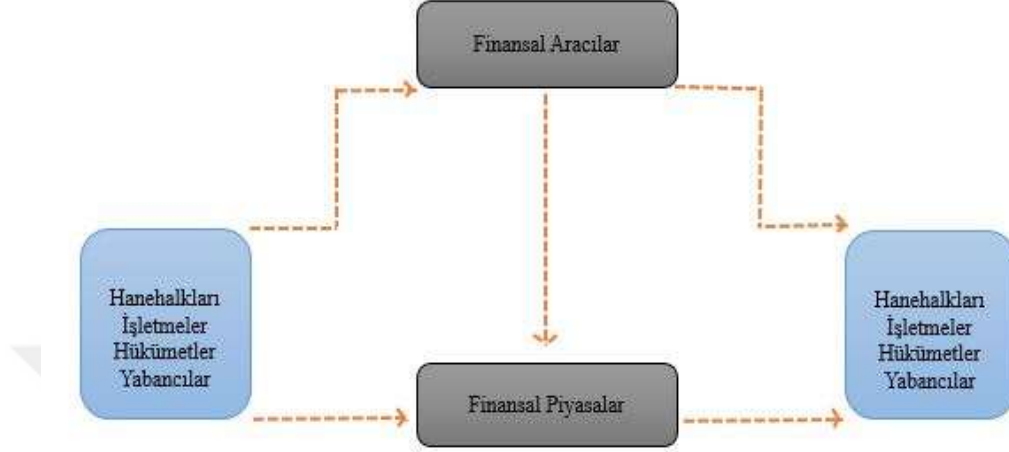 Finansal Aracılar
Hanehalkları
İşletmeler
Hükümetler
Yabancılar
Finansal Piyasalar
Hanehalkları
İşletmeler
Hükümetler
Yabancılar